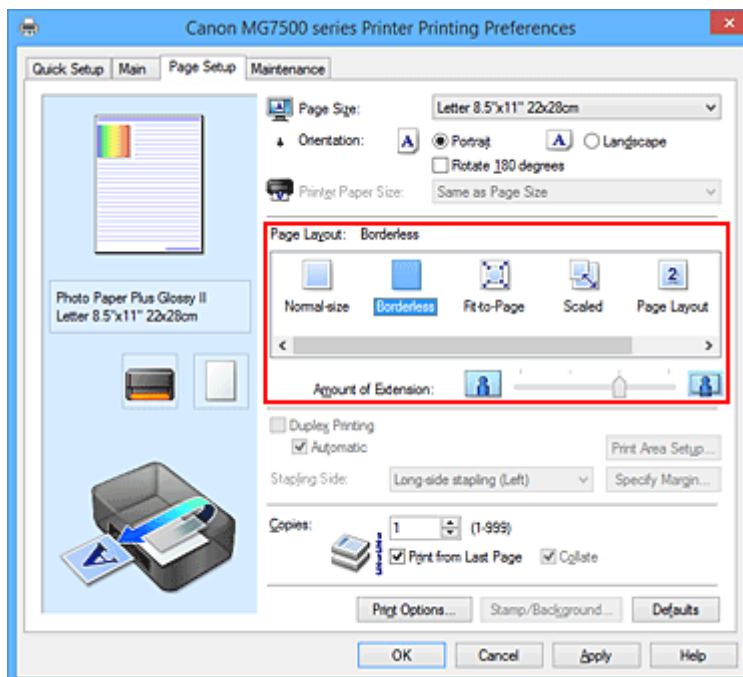 Canon MG7500 series Printer Printing Preferences
Quick Setup Main Page Setup Maintenance
Page Size: Letter 8.5"x11" 22x28cm
Orientation: A Portrait A Landscape
Rotate 180 degrees
Printer Paper Size: Same as Page Size
Page Layout: Borderless
2
Normal-size Borderless Fit-to-Page Scaled Page Layout
Photo Paper Plus Glossy II
Letter 8.5"x11" 22x28cm
Amount of Extension:
Duplex Printing
Automatic
Print Area Setup...
Stapling Side: Long-side stapling (Left) Specify Margin...
Copies: 1 (1-999)
Print from Last Page Collate
A
Print Options... Stamp/Background... Defaults
OK Cancel Apply Help